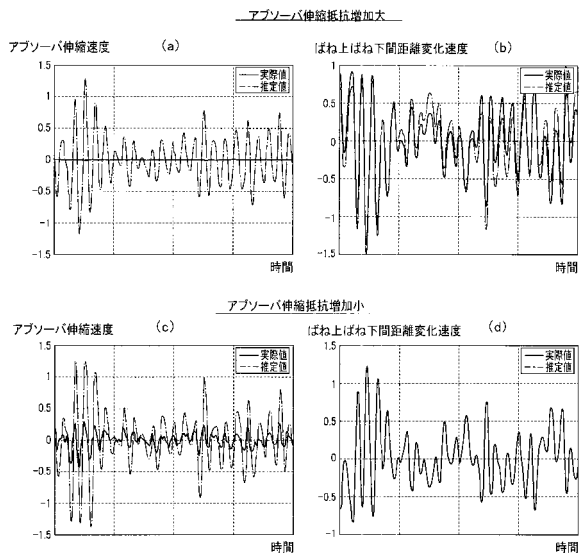 アブソーバ伸縮抵抗増加大
アブソーバ伸縮速度 (a)
ばね上ばね下間距離変化速度 (b)
1.5
1
0.5
0
-0.5
-1
-1.5
実際値
推定値
時間
1
0.5
0
-0.5
-1
-1.5
実際値
推定値
時間
アブソーバ伸縮抵抗増加小
アブソーバ伸縮速度 (c)
ばね上ばね下間距離変化速度 (d)
1.5
1
0.5
0
-0.5
-1
-1.5
実際値
推定値
時間
1.5
1
0.5
0
-0.5
-1
実際値
推定値
時間